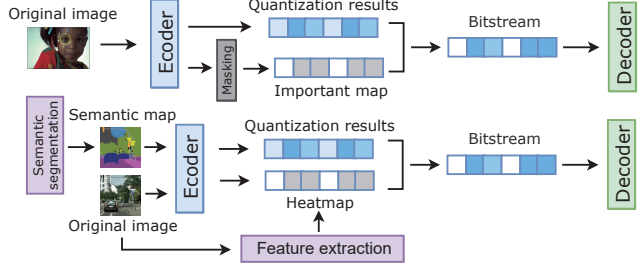 Original image
Ecoder
Masking
Quantization results
Important map
Bitstream
Decoder
Semantic
segmentation
Semantic map
Original image
Ecoder
Quantization results
Heatmap
Feature extraction
Bitstream
Decoder